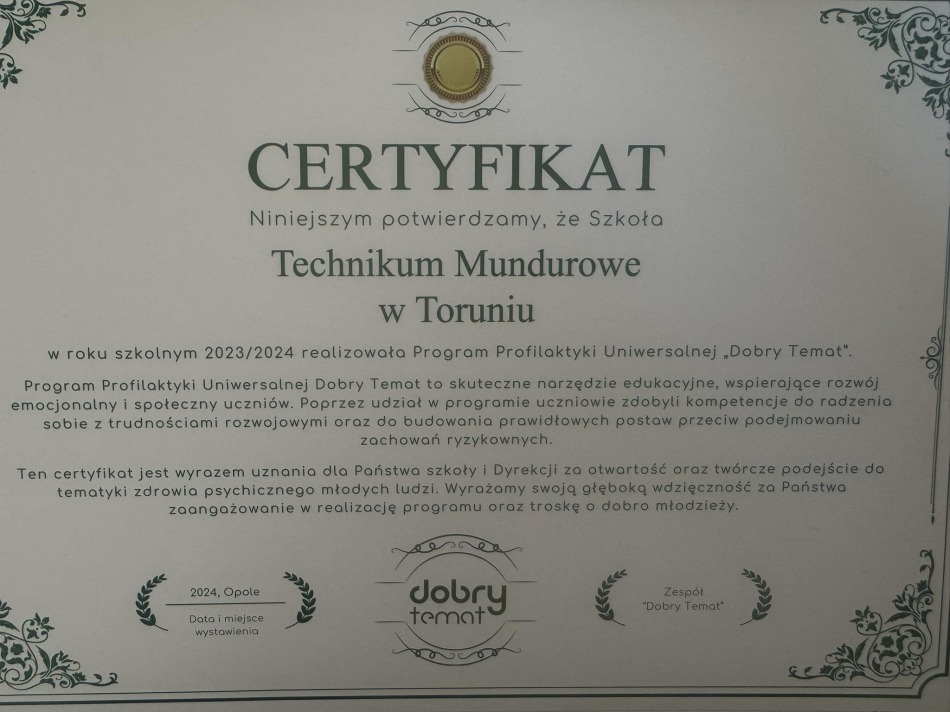 CERTYFIKAT
Niniejszym potwierdzamy, że Szkoła
Technikum Mundurowe
w Toruniu
w roku szkolnym 2023/2024 realizowała Program Profilaktyki Uniwersalnej „Dobry Temat”.
Program Profilaktyki Uniwersalnej Dobry Temat to skuteczne narzędzie edukacyjne, wspierające rozwój
emocjonalny i społeczny uczniów. Poprzez udział w programie uczniowie zdobyli kompetencje do radzenia
sobie z trudnościami rozwojowymi oraz do budowania prawidłowych postaw przeciw podejmowaniu
zachowań ryzykownych.
Ten certyfikat jest wyrazem uznania dla Państwa szkoły i Dyrekcji za otwartość oraz twórcze podejście do
tematyki zdrowia psychicznego młodych ludzi. Wyrażamy swoją głęboką wdzięczność za Państwa
zaangażowanie w realizację programu oraz troskę o dobro młodzieży.
2024, Opole
Data i miejsce
wystawienia
dobry
temat
Zespół
"Dobry Temat"